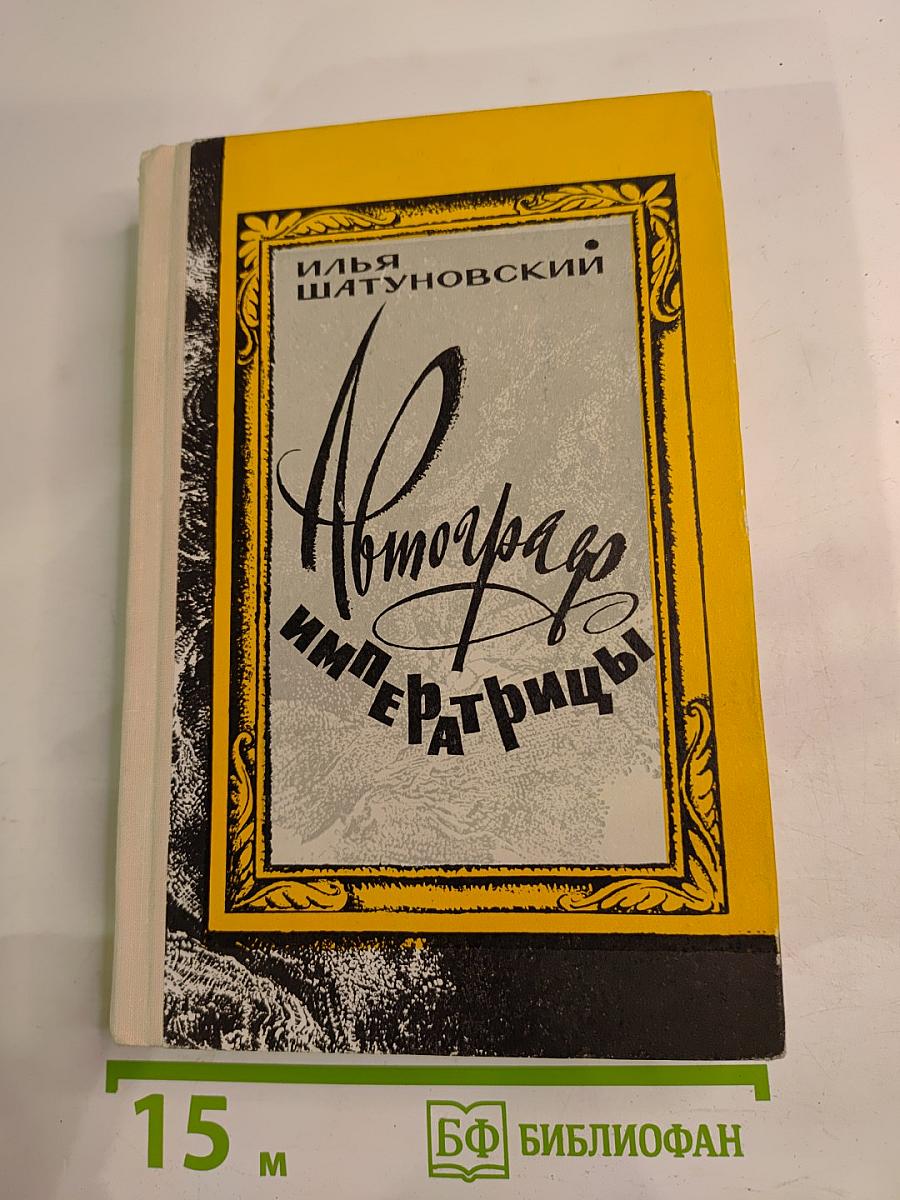 ИЛЬЯ
ШАТУНОВСКИЙ
Автограф
ИМПЕРАТРИЦЫ
15 м
БФ БИБЛИОФАН